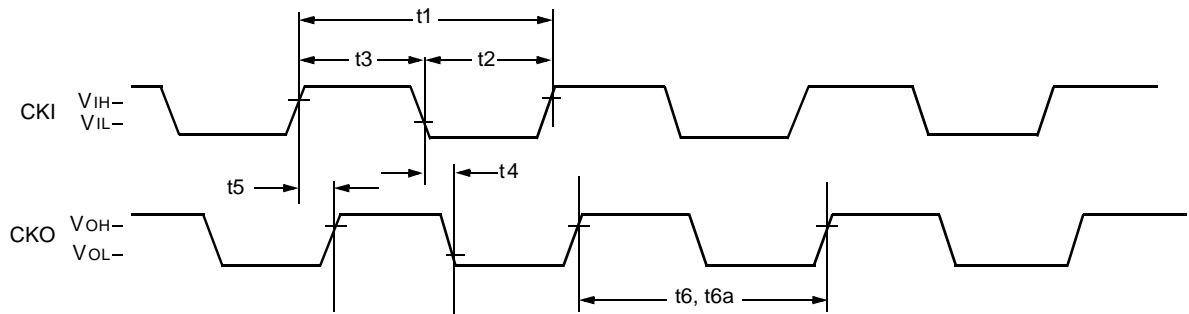 t1
t3
t2
CKI
VIH–
VIL–
t5
t4
CKO
VOH–
VOL–
t6, t6a